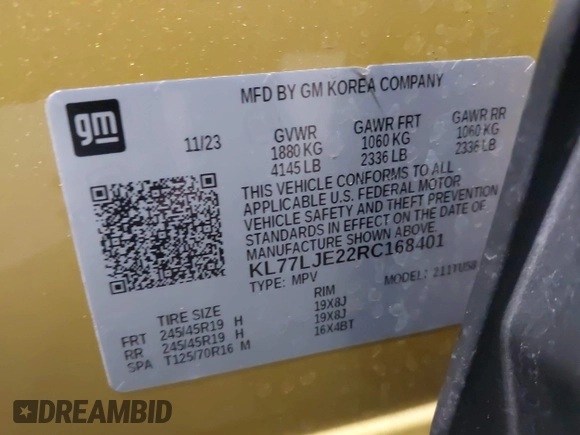 MFD BY GM KOREA COMPANY
gm
11/23
GVWR
1880 KG
4145 LB
GAWR FRT
1060 KG
2336 LB
GAWR RR
1060 KG
2336 LB
THIS VEHICLE CONFORMS TO ALL
APPLICABLE U.S. FEDERAL MOTOR
VEHICLE SAFETY AND THEFT PREVENTION
STANDARDS IN EFFECT ON THE DATE OF
MANUFACTURE SHOWN ABOVE.
KL77LJE22RC168401
TYPE: MPV
MODEL:
TIRE SIZE
RIM
FRT 245/45R19 H 19X8J
RR 245/45R19 H 19X8J
SPA T125/70R16 M 16X4BT
DREAMBID